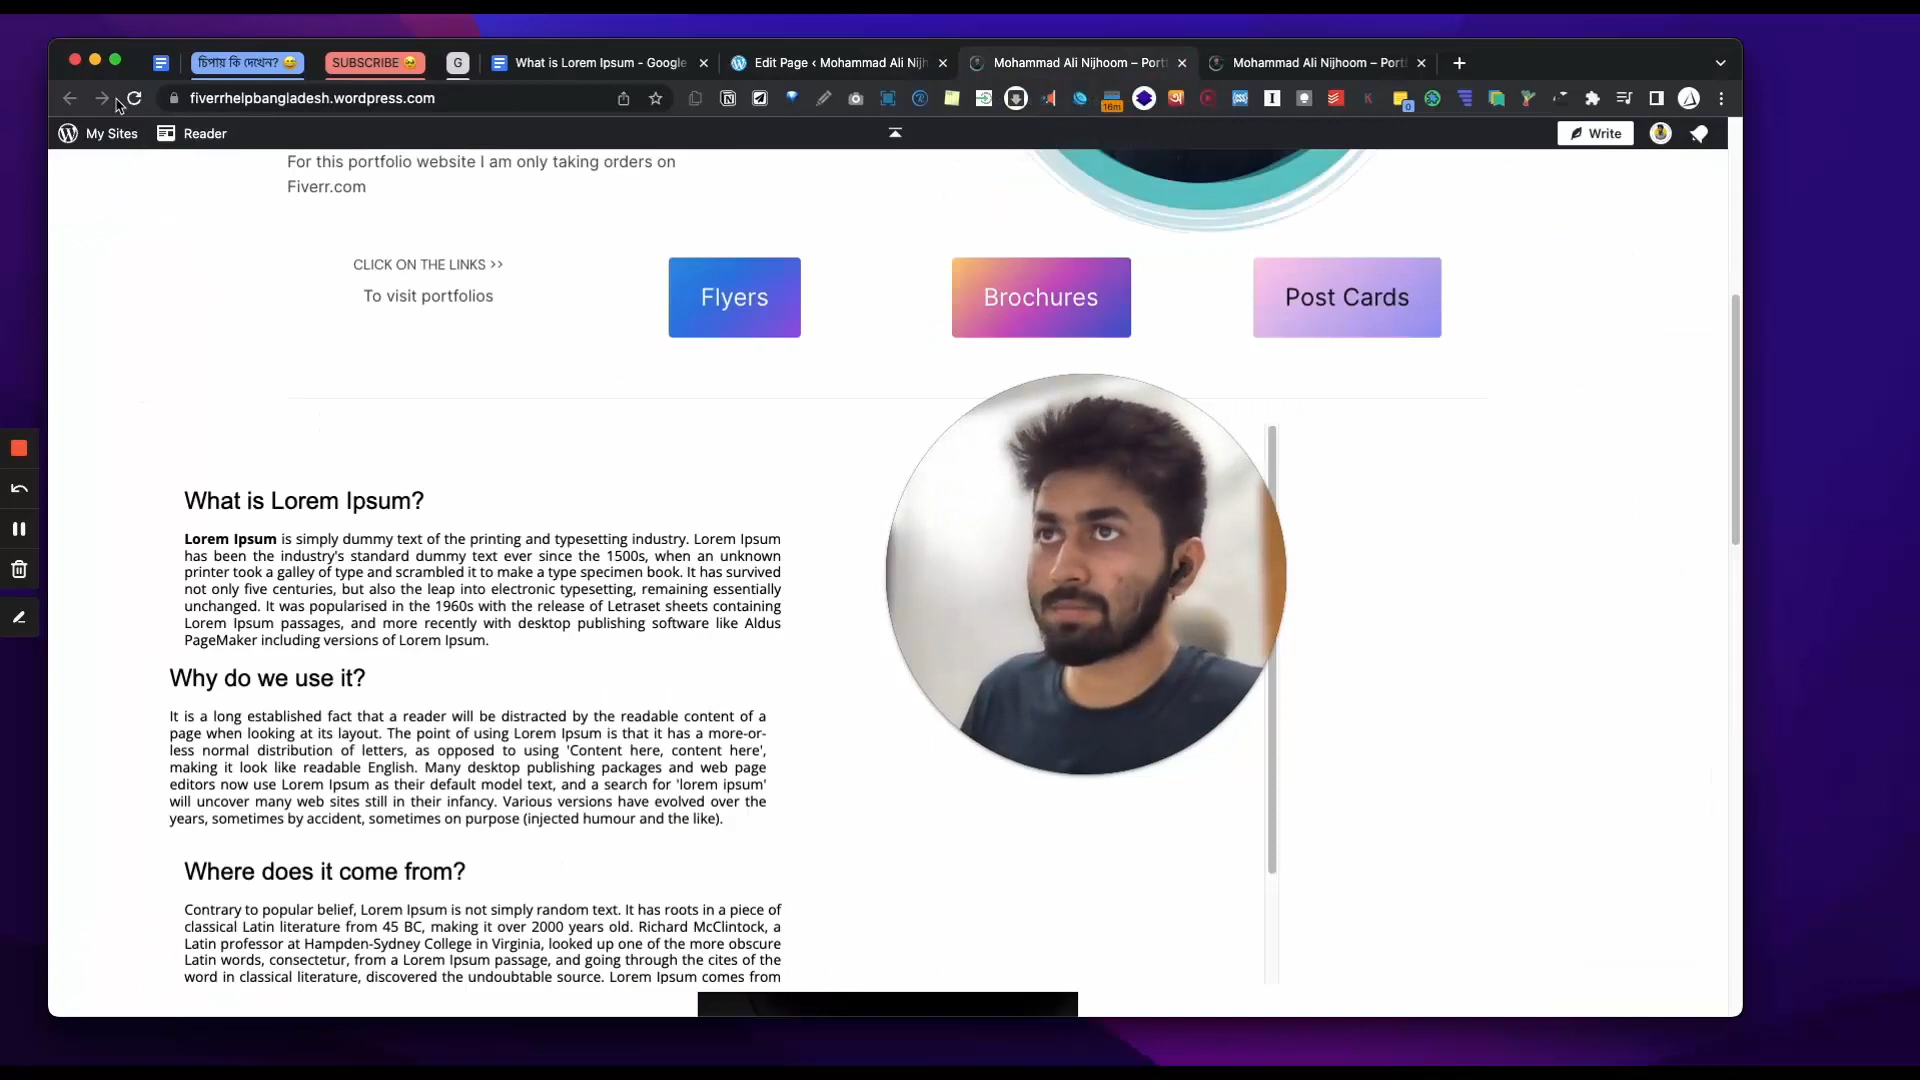 চিপায় কি দেখেন? 😅
SUBSCRIBE 🥺
G
What is Lorem Ipsum - Google
Edit Page ‹ Mohammad Ali Nijh
Mohammad Ali Nijhoom – Portf
Mohammad Ali Nijhoom – Portf
fiverrhelpbangladesh.wordpress.com
16m
0
My Sites
Reader
Write
For this portfolio website I am only taking orders on
Fiverr.com
CLICK ON THE LINKS >>
To visit portfolios
Flyers
Brochures
Post Cards
What is Lorem Ipsum?
Lorem Ipsum is simply dummy text of the printing and typesetting industry. Lorem Ipsum
has been the industry's standard dummy text ever since the 1500s, when an unknown
printer took a galley of type and scrambled it to make a type specimen book. It has survived
not only five centuries, but also the leap into electronic typesetting, remaining essentially
unchanged. It was popularised in the 1960s with the release of Letraset sheets containing
Lorem Ipsum passages, and more recently with desktop publishing software like Aldus
PageMaker including versions of Lorem Ipsum.
Why do we use it?
It is a long established fact that a reader will be distracted by the readable content of a
page when looking at its layout. The point of using Lorem Ipsum is that it has a more-or-
less normal distribution of letters, as opposed to using 'Content here, content here',
making it look like readable English. Many desktop publishing packages and web page
editors now use Lorem Ipsum as their default model text, and a search for 'lorem ipsum'
will uncover many web sites still in their infancy. Various versions have evolved over the
years, sometimes by accident, sometimes on purpose (injected humour and the like).
Where does it come from?
Contrary to popular belief, Lorem Ipsum is not simply random text. It has roots in a piece of
classical Latin literature from 45 BC, making it over 2000 years old. Richard McClintock, a
Latin professor at Hampden-Sydney College in Virginia, looked up one of the more obscure
Latin words, consectetur, from a Lorem Ipsum passage, and going through the cites of the
word in classical literature, discovered the undoubtable source. Lorem Ipsum comes from